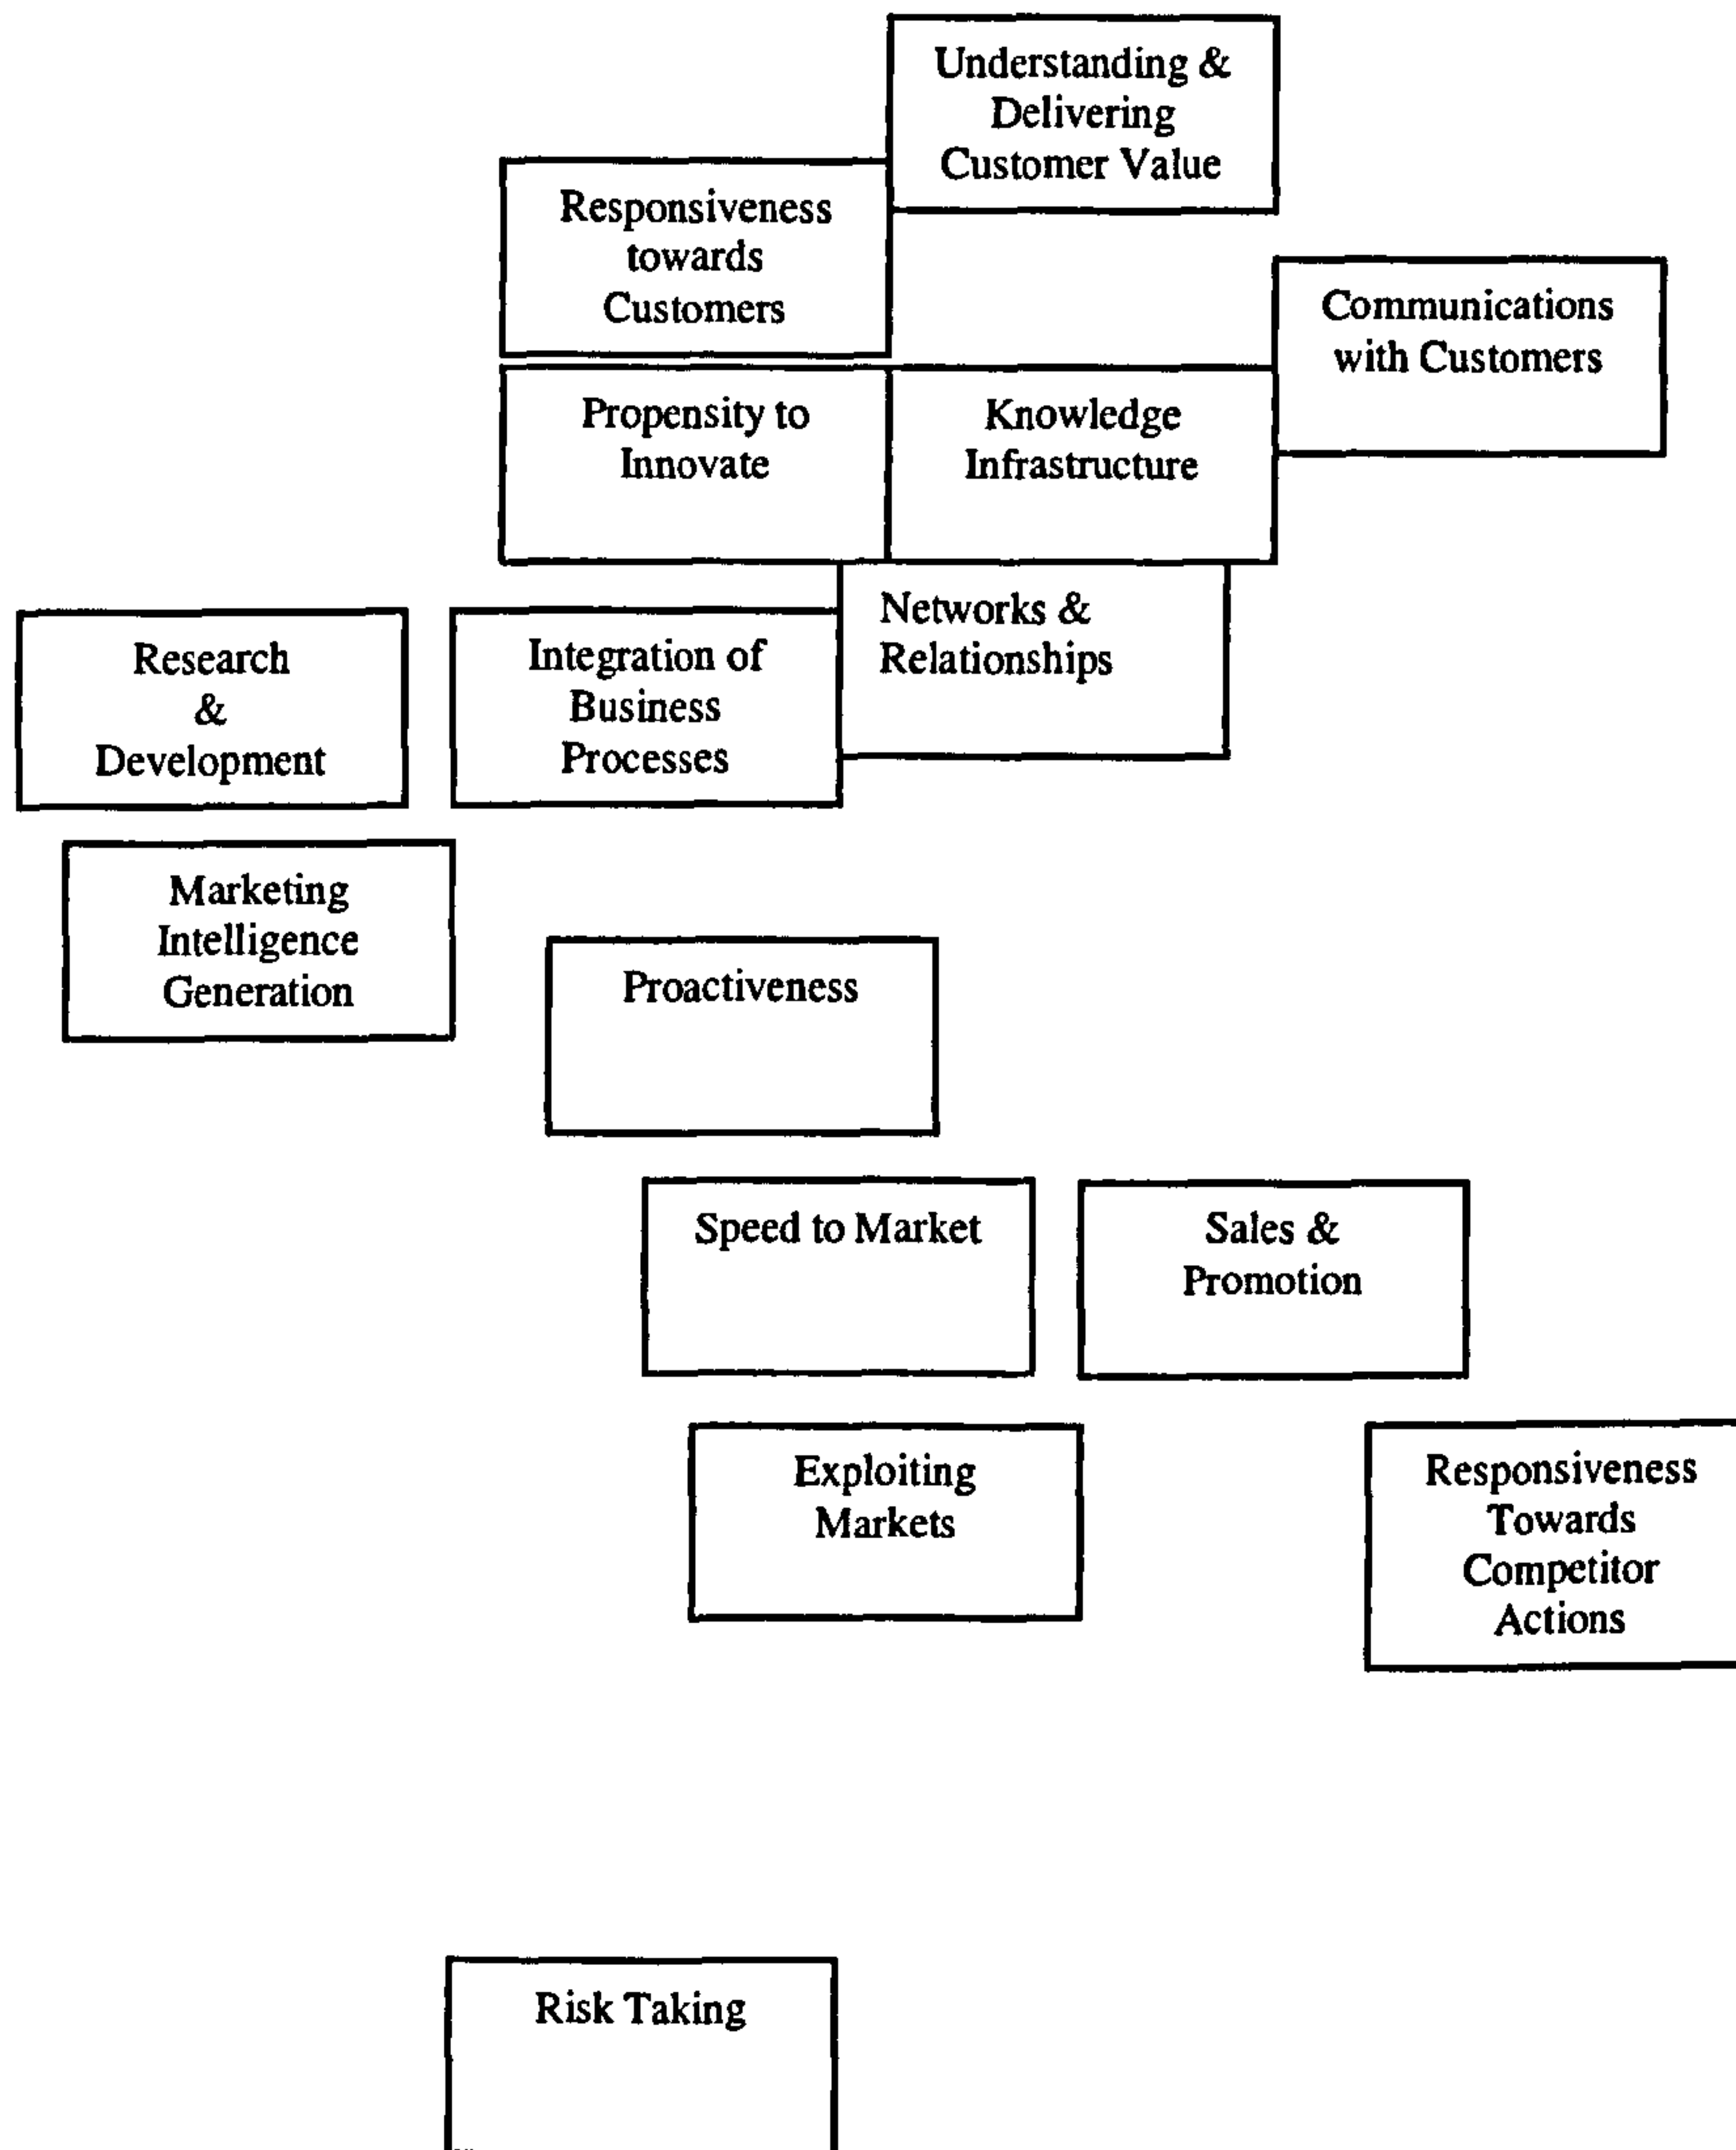 Understanding &
Delivering
Customer Value
Responsiveness
towards
Customers
Communications
with Customers
Propensity to
Innovate
Knowledge
Infrastructure
Networks &
Relationships
Research
&
Development
Integration of
Business
Processes
Marketing
Intelligence
Generation
Proactiveness
Speed to Market
Sales &
Promotion
Exploiting
Markets
Responsiveness
Towards
Competitor
Actions
Risk Taking